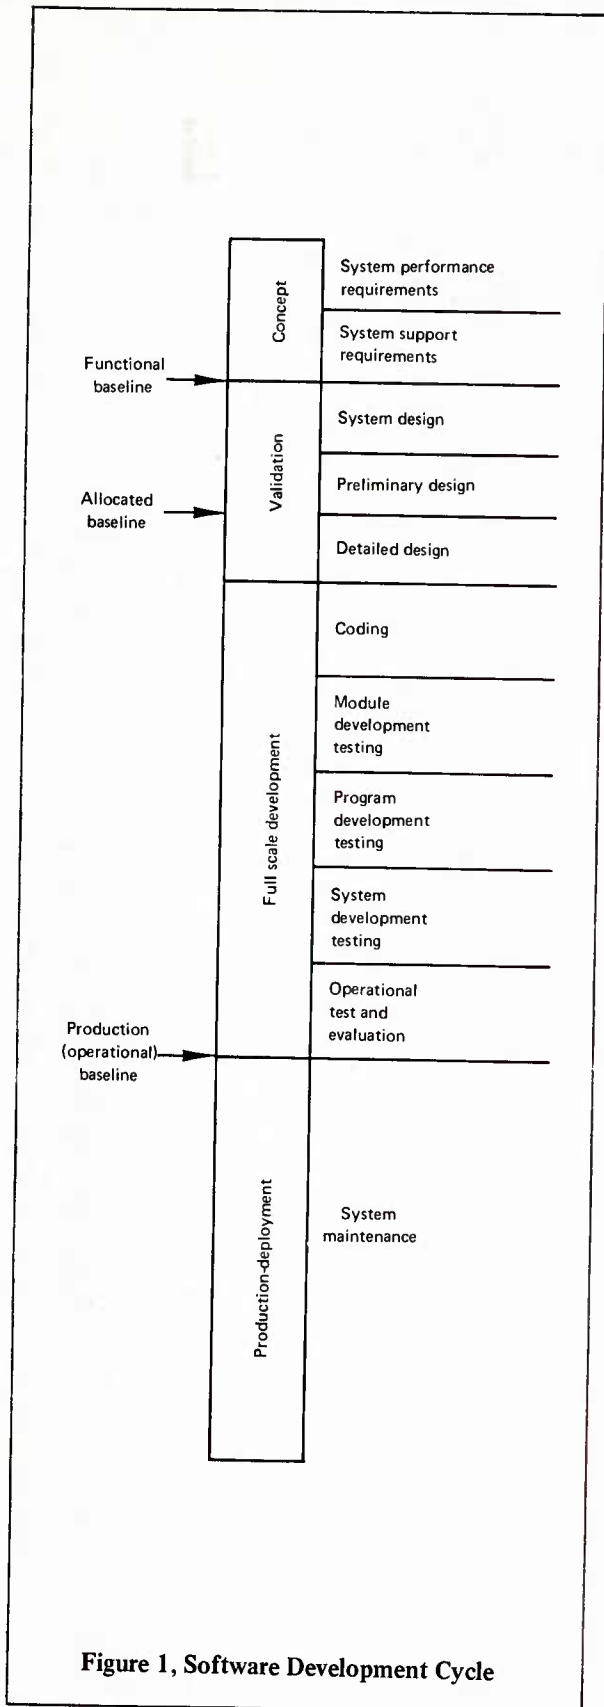 System performance
requirements
Concept
System support
requirements
Functional
baseline
System design
Validation
Preliminary design
Allocated
baseline
Detailed design
Coding
Module
development
testing
Full scale development
Program
development
testing
System
development
testing
Operational
test and
evaluation
Production
(operational)
baseline
Production-deployment
System
maintenance
Figure 1, Software Development Cycle